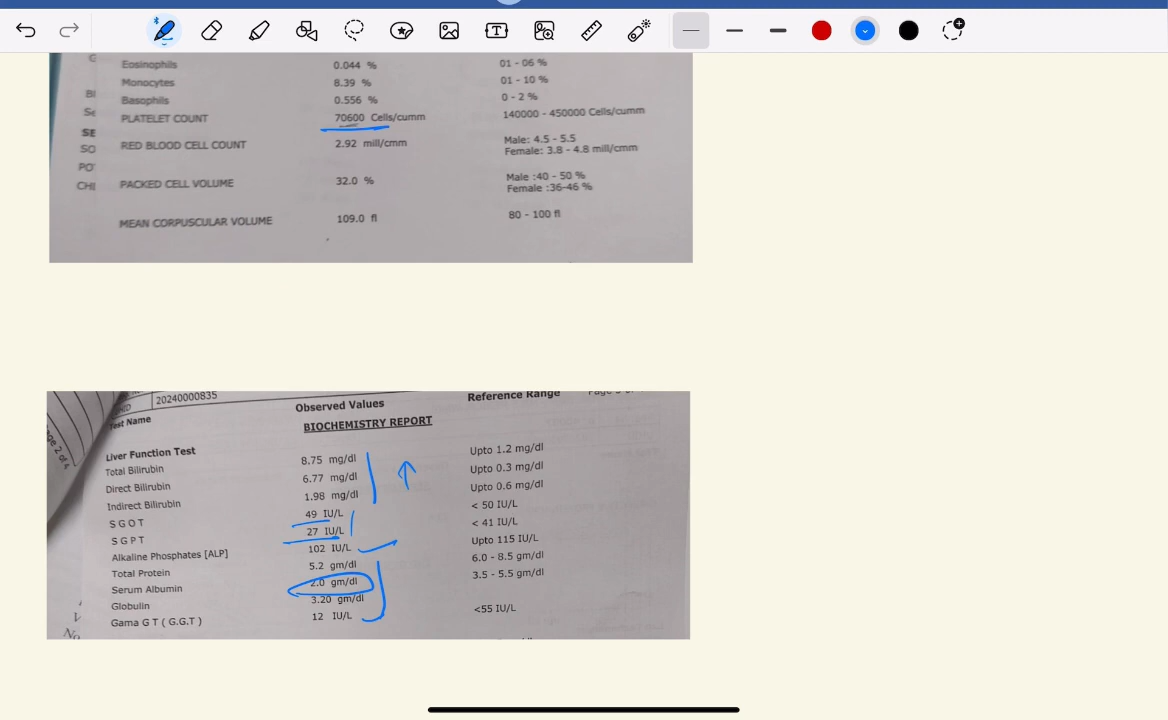 Eosinophils 0.044 % 01 - 06 %
Monocytes 8.39 % 01 - 10 %
Basophils 0.556 % 0 - 2 %
PLATELET COUNT 70600 Cells/cumm 140000 - 450000 Cells/cumm
SE
RED BLOOD CELL COUNT 2.92 mill/cmm Male: 4.5 - 5.5
SO
Female: 3.8 - 4.8 mill/cmm
PO
CHL
PACKED CELL VOLUME 32.0 % Male :40 - 50 %
Female :36-46 %
MEAN CORPUSCULAR VOLUME 109.0 fl 80 - 100 fl
20240000835
Test Name Observed Values Reference Range
BIOCHEMISTRY REPORT
Liver Function Test
Total Bilirubin 8.75 mg/dl Upto 1.2 mg/dl
Direct Bilirubin 6.77 mg/dl Upto 0.3 mg/dl
Indirect Bilirubin 1.98 mg/dl Upto 0.6 mg/dl
S G O T 49 IU/L < 50 IU/L
S G P T 27 IU/L < 41 IU/L
Alkaline Phosphates [ALP] 102 IU/L Upto 115 IU/L
Total Protein 5.2 gm/dl 6.0 - 8.5 gm/dl
Serum Albumin 2.0 gm/dl 3.5 - 5.5 gm/dl
Globulin 3.20 gm/dl
Gama G T ( G.G.T ) 12 IU/L <55 IU/L